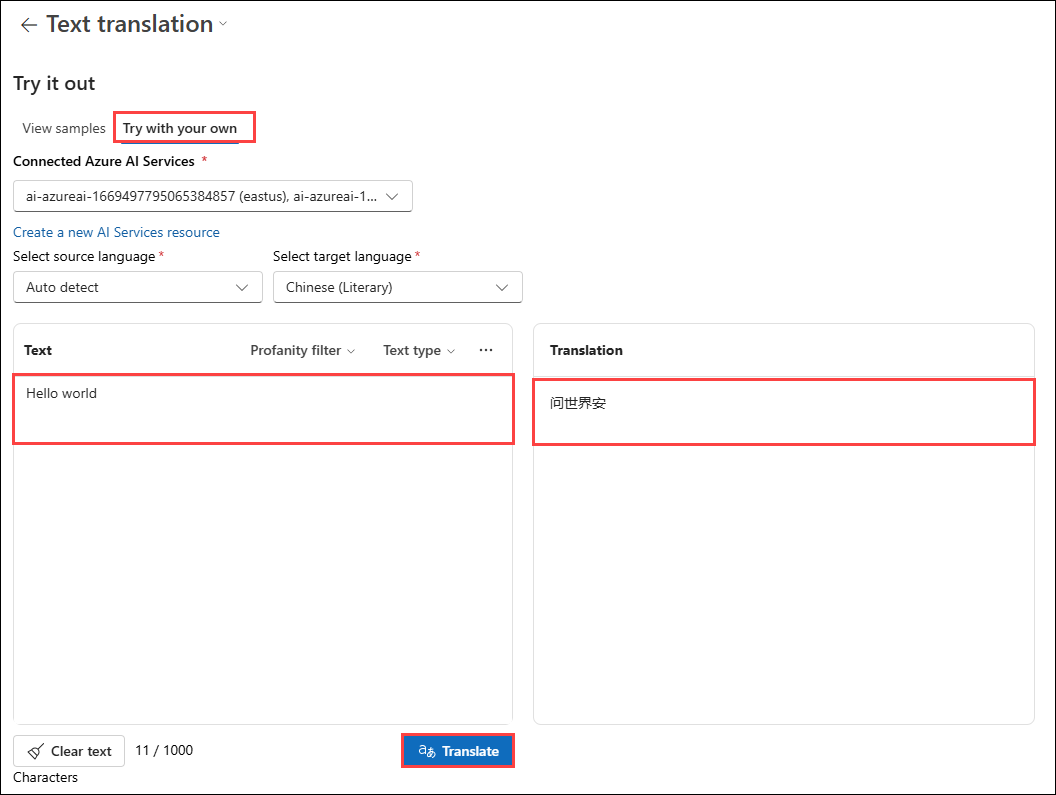 Text translation
Try it out
View samples Try with your own
Connected Azure AI Services *
ai-azureai-1669497795065384857 (eastus), ai-azureai-1...
Create a new AI Services resource
Select source language * Select target language *
Auto detect Chinese (Literary)
Text Profanity filter Text type ... Translation
Hello world
问世界安
Clear text 11 / 1000 Translate
Characters